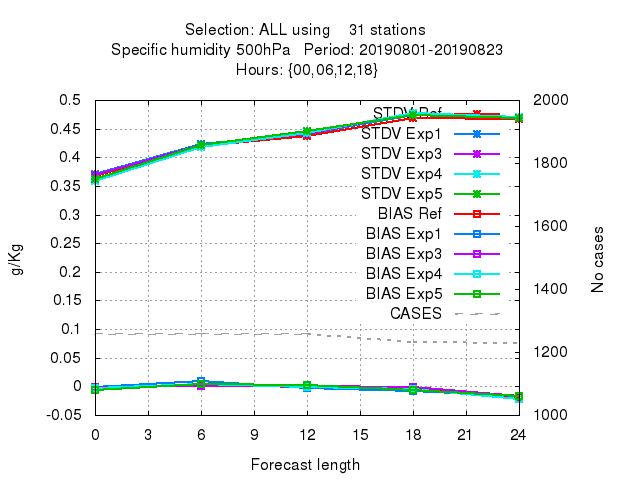 Selection: ALL using    31 stations
Specific humidity 500hPa   Period: 20190801-20190823
Hours: {00,06,12,18}
0.5
0.45
0.4
0.35
0.3
0.25
0.2
0.15
0.1
0.05
0
-0.05
g/Kg
STDV Ref
STDV Exp1
STDV Exp3
STDV Exp4
STDV Exp5
BIAS Ref
BIAS Exp1
BIAS Exp3
BIAS Exp4
BIAS Exp5
CASES
2000
1800
1600
1400
1200
1000
No cases
0 3 6 9 12 15 18 21 24
Forecast length